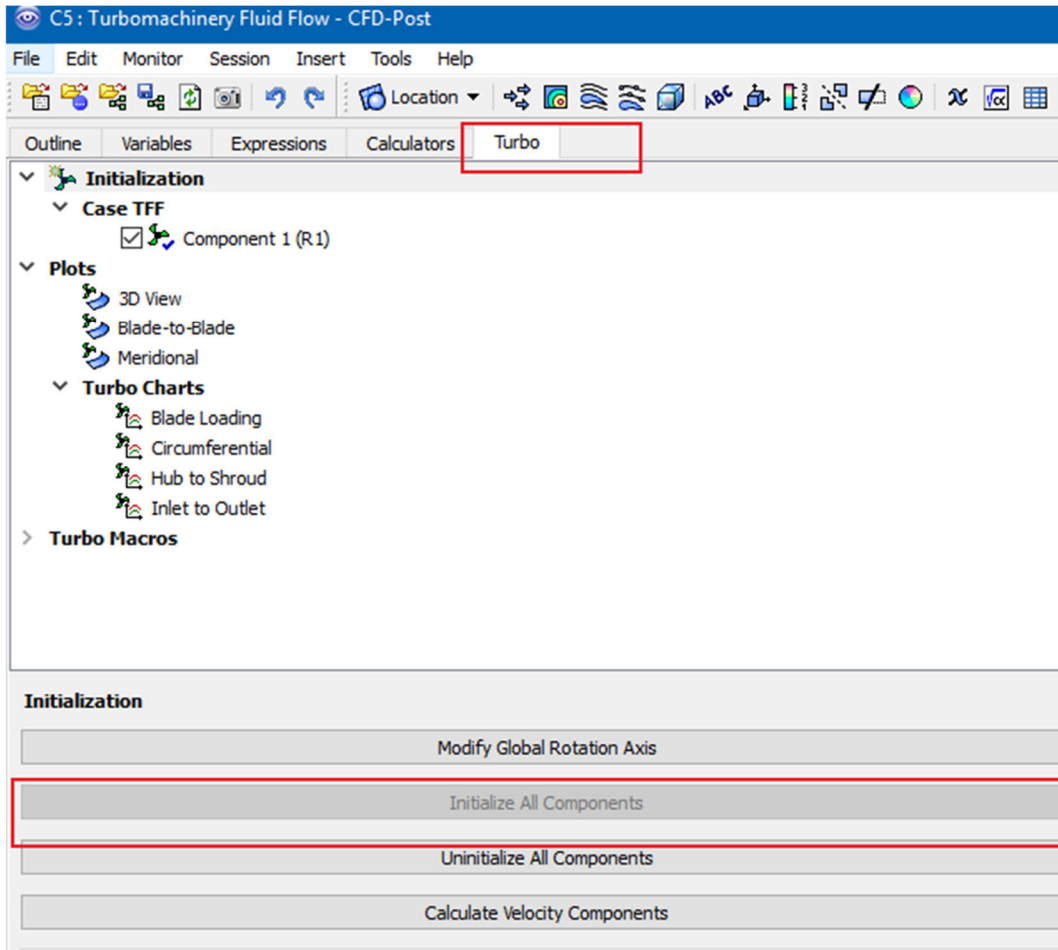 C5 : Turbomachinery Fluid Flow - CFD-Post
File Edit Monitor Session Insert Tools Help
Location ABC
Outline Variables Expressions Calculators Turbo
Initialization
Case TFF
Component 1 (R1)
Plots
3D View
Blade-to-Blade
Meridional
Turbo Charts
Blade Loading
Circumferential
Hub to Shroud
Inlet to Outlet
Turbo Macros
Initialization
Modify Global Rotation Axis
Initialize All Components
Uninitialize All Components
Calculate Velocity Components